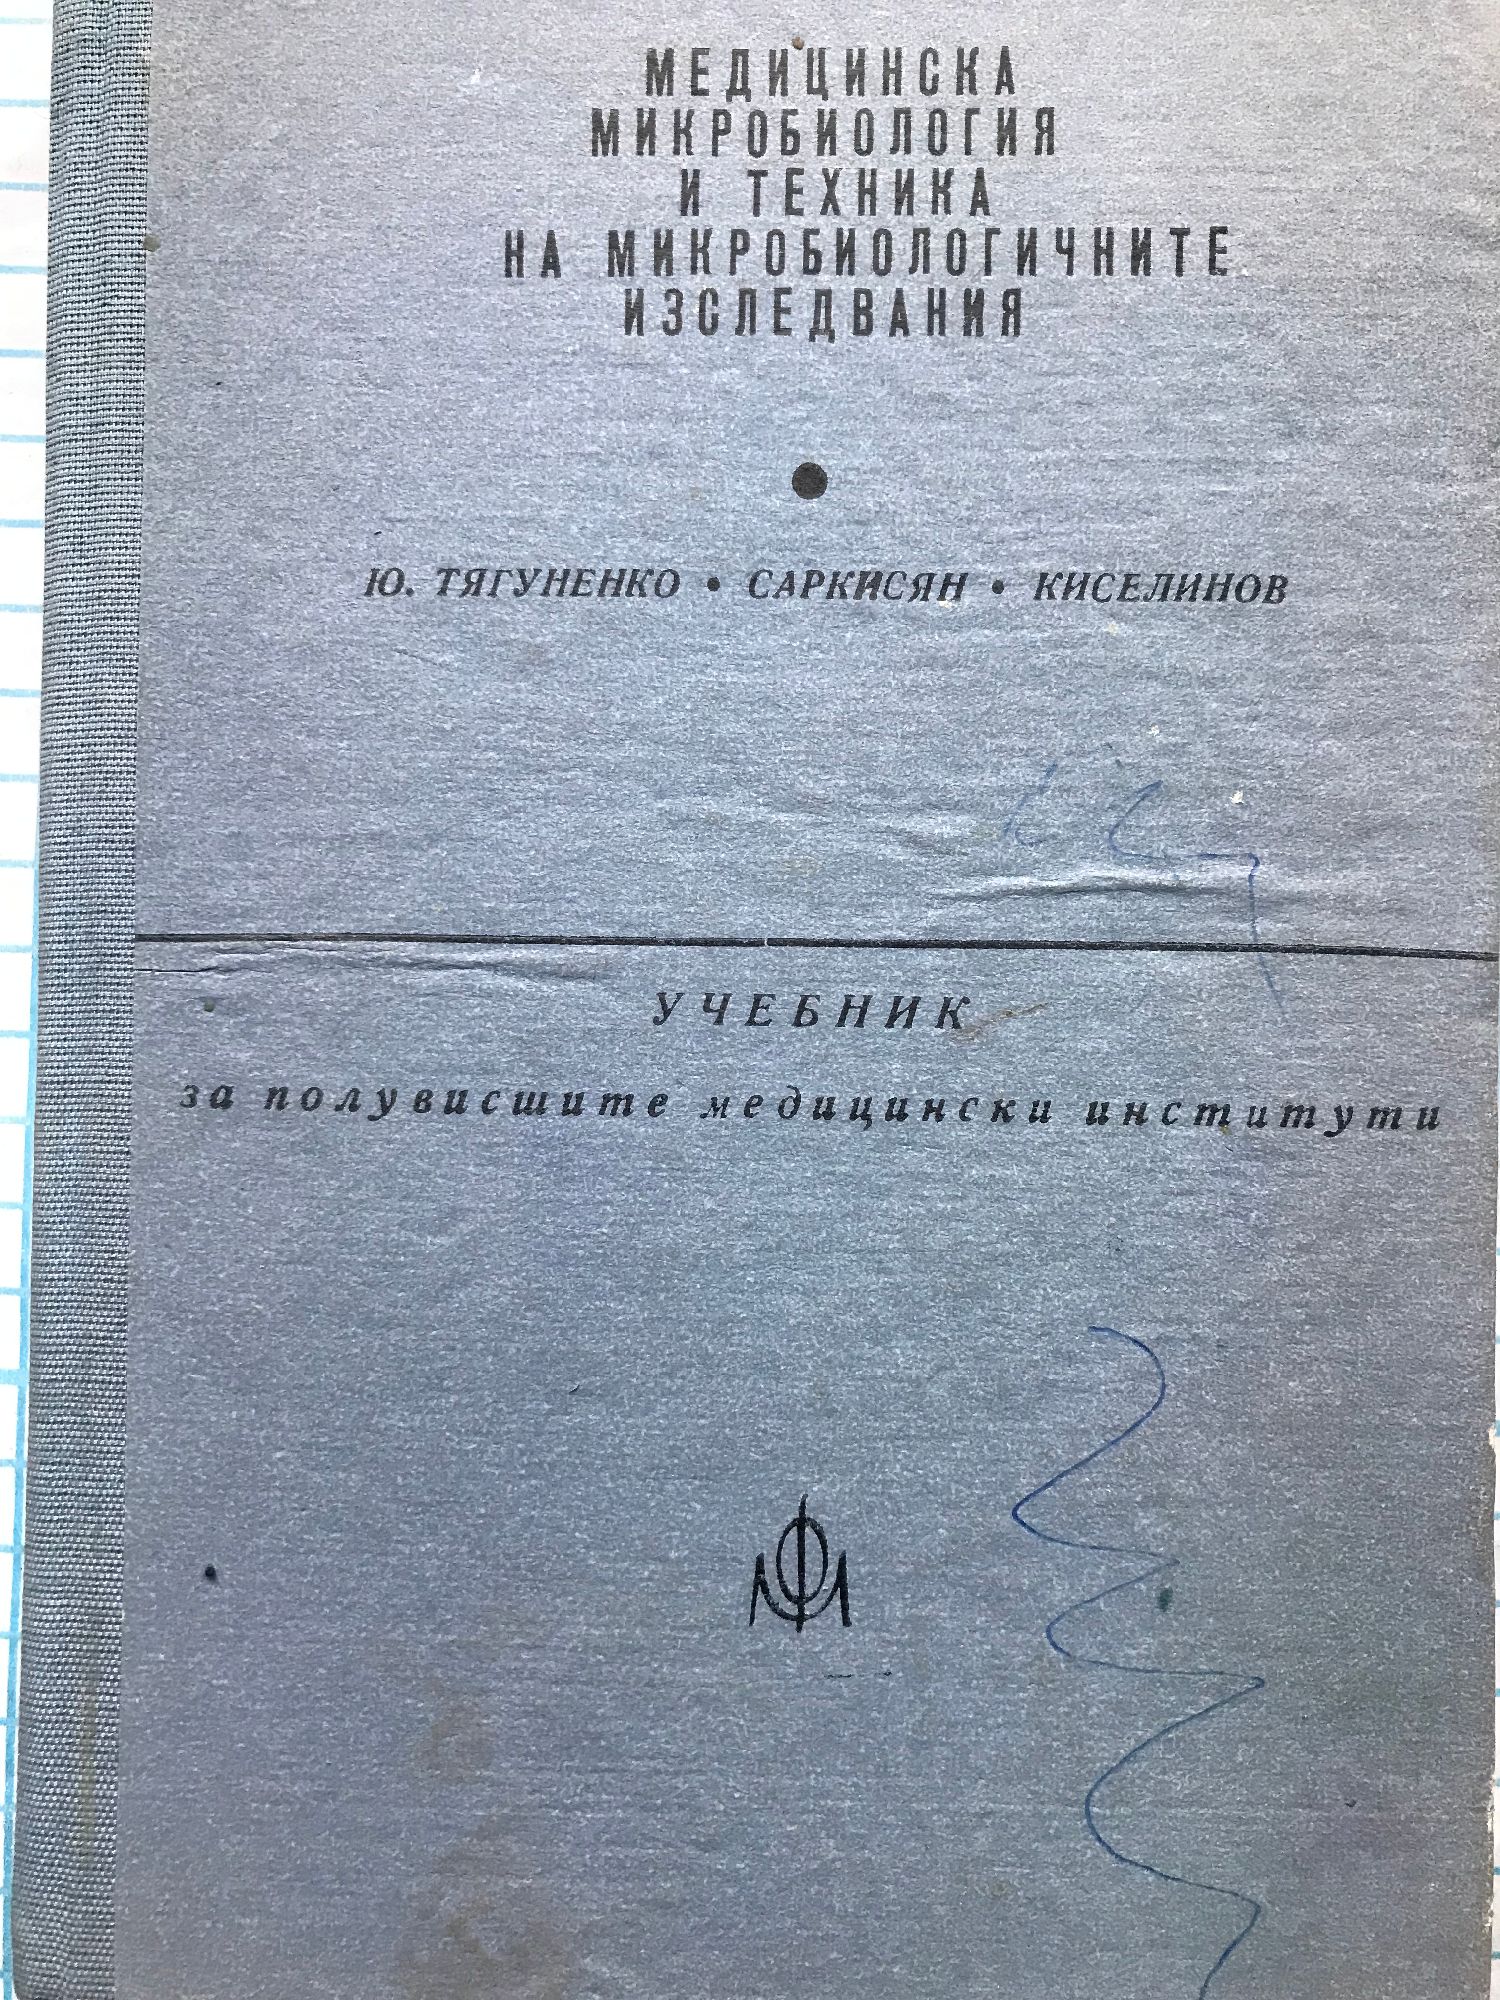 МЕДИЦИНСКА
МИКРОБИОЛОГИЯ
И ТЕХНИКА
НА МИКРОБИОЛОГИЧНИТЕ
ИЗСЛЕДВАНИЯ
Ю. ТЯГУНЕНКО • САРКИСЯН • КИСЕЛИНОВ
УЧЕБНИК
за полувисшите медицински институти